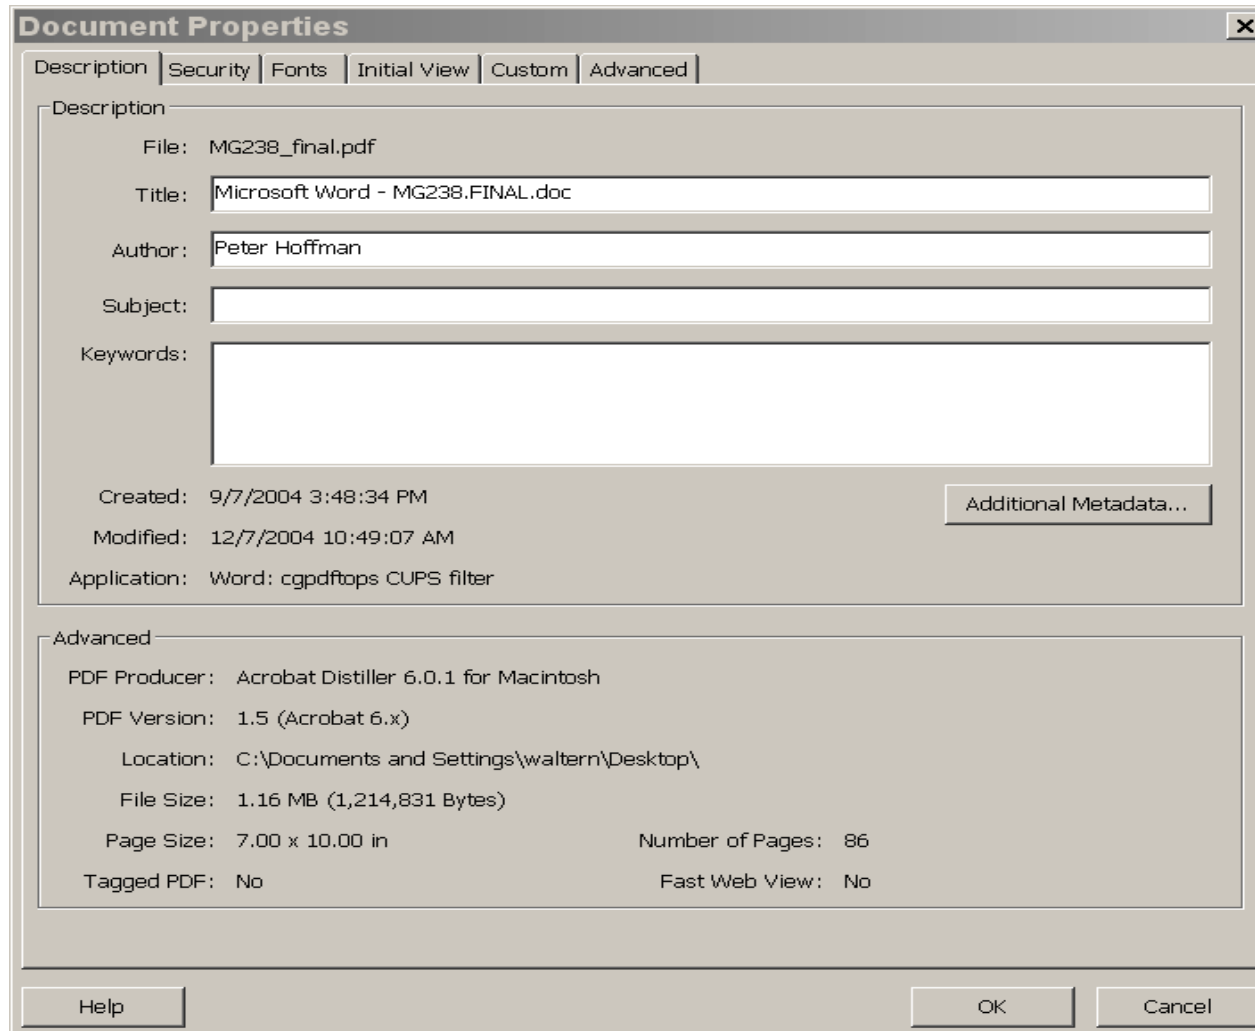 Document Properties
Description Security Fonts Initial View Custom Advanced
Description
File: MG238_final.pdf
Title: Microsoft Word - MG238.FINAL.doc
Author: Peter Hoffman
Subject:
Keywords:
Created: 9/7/2004 3:48:34 PM
Additional Metadata...
Modified: 12/7/2004 10:49:07 AM
Application: Word: cgpdftops CUPS filter
Advanced
PDF Producer: Acrobat Distiller 6.0.1 for Macintosh
PDF Version: 1.5 (Acrobat 6.x)
Location: C:\Documents and Settings\waltern\Desktop\
File Size: 1.16 MB (1,214,831 Bytes)
Page Size: 7.00 x 10.00 in Number of Pages: 86
Tagged PDF: No Fast Web View: No
Help OK Cancel